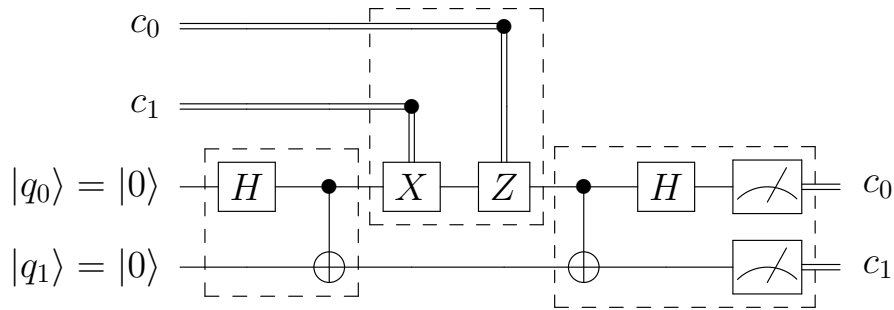 c₀
c₁
|q₀⟩ = |0⟩ H X Z H c₀
|q₁⟩ = |0⟩ c₁